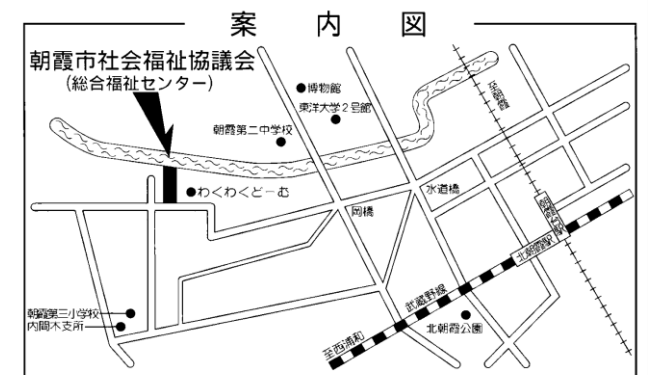 案内図
朝霞市社会福祉協議会
(総合福祉センター)
博物館
東洋大学2号館
朝霞第二中学校
至朝霞
わくわくどーむ
水道橋
岡橋
朝霞台駅
北朝霞駅
武蔵野線
朝霞第三小学校
内間木支所
北朝霞公園
至西浦和